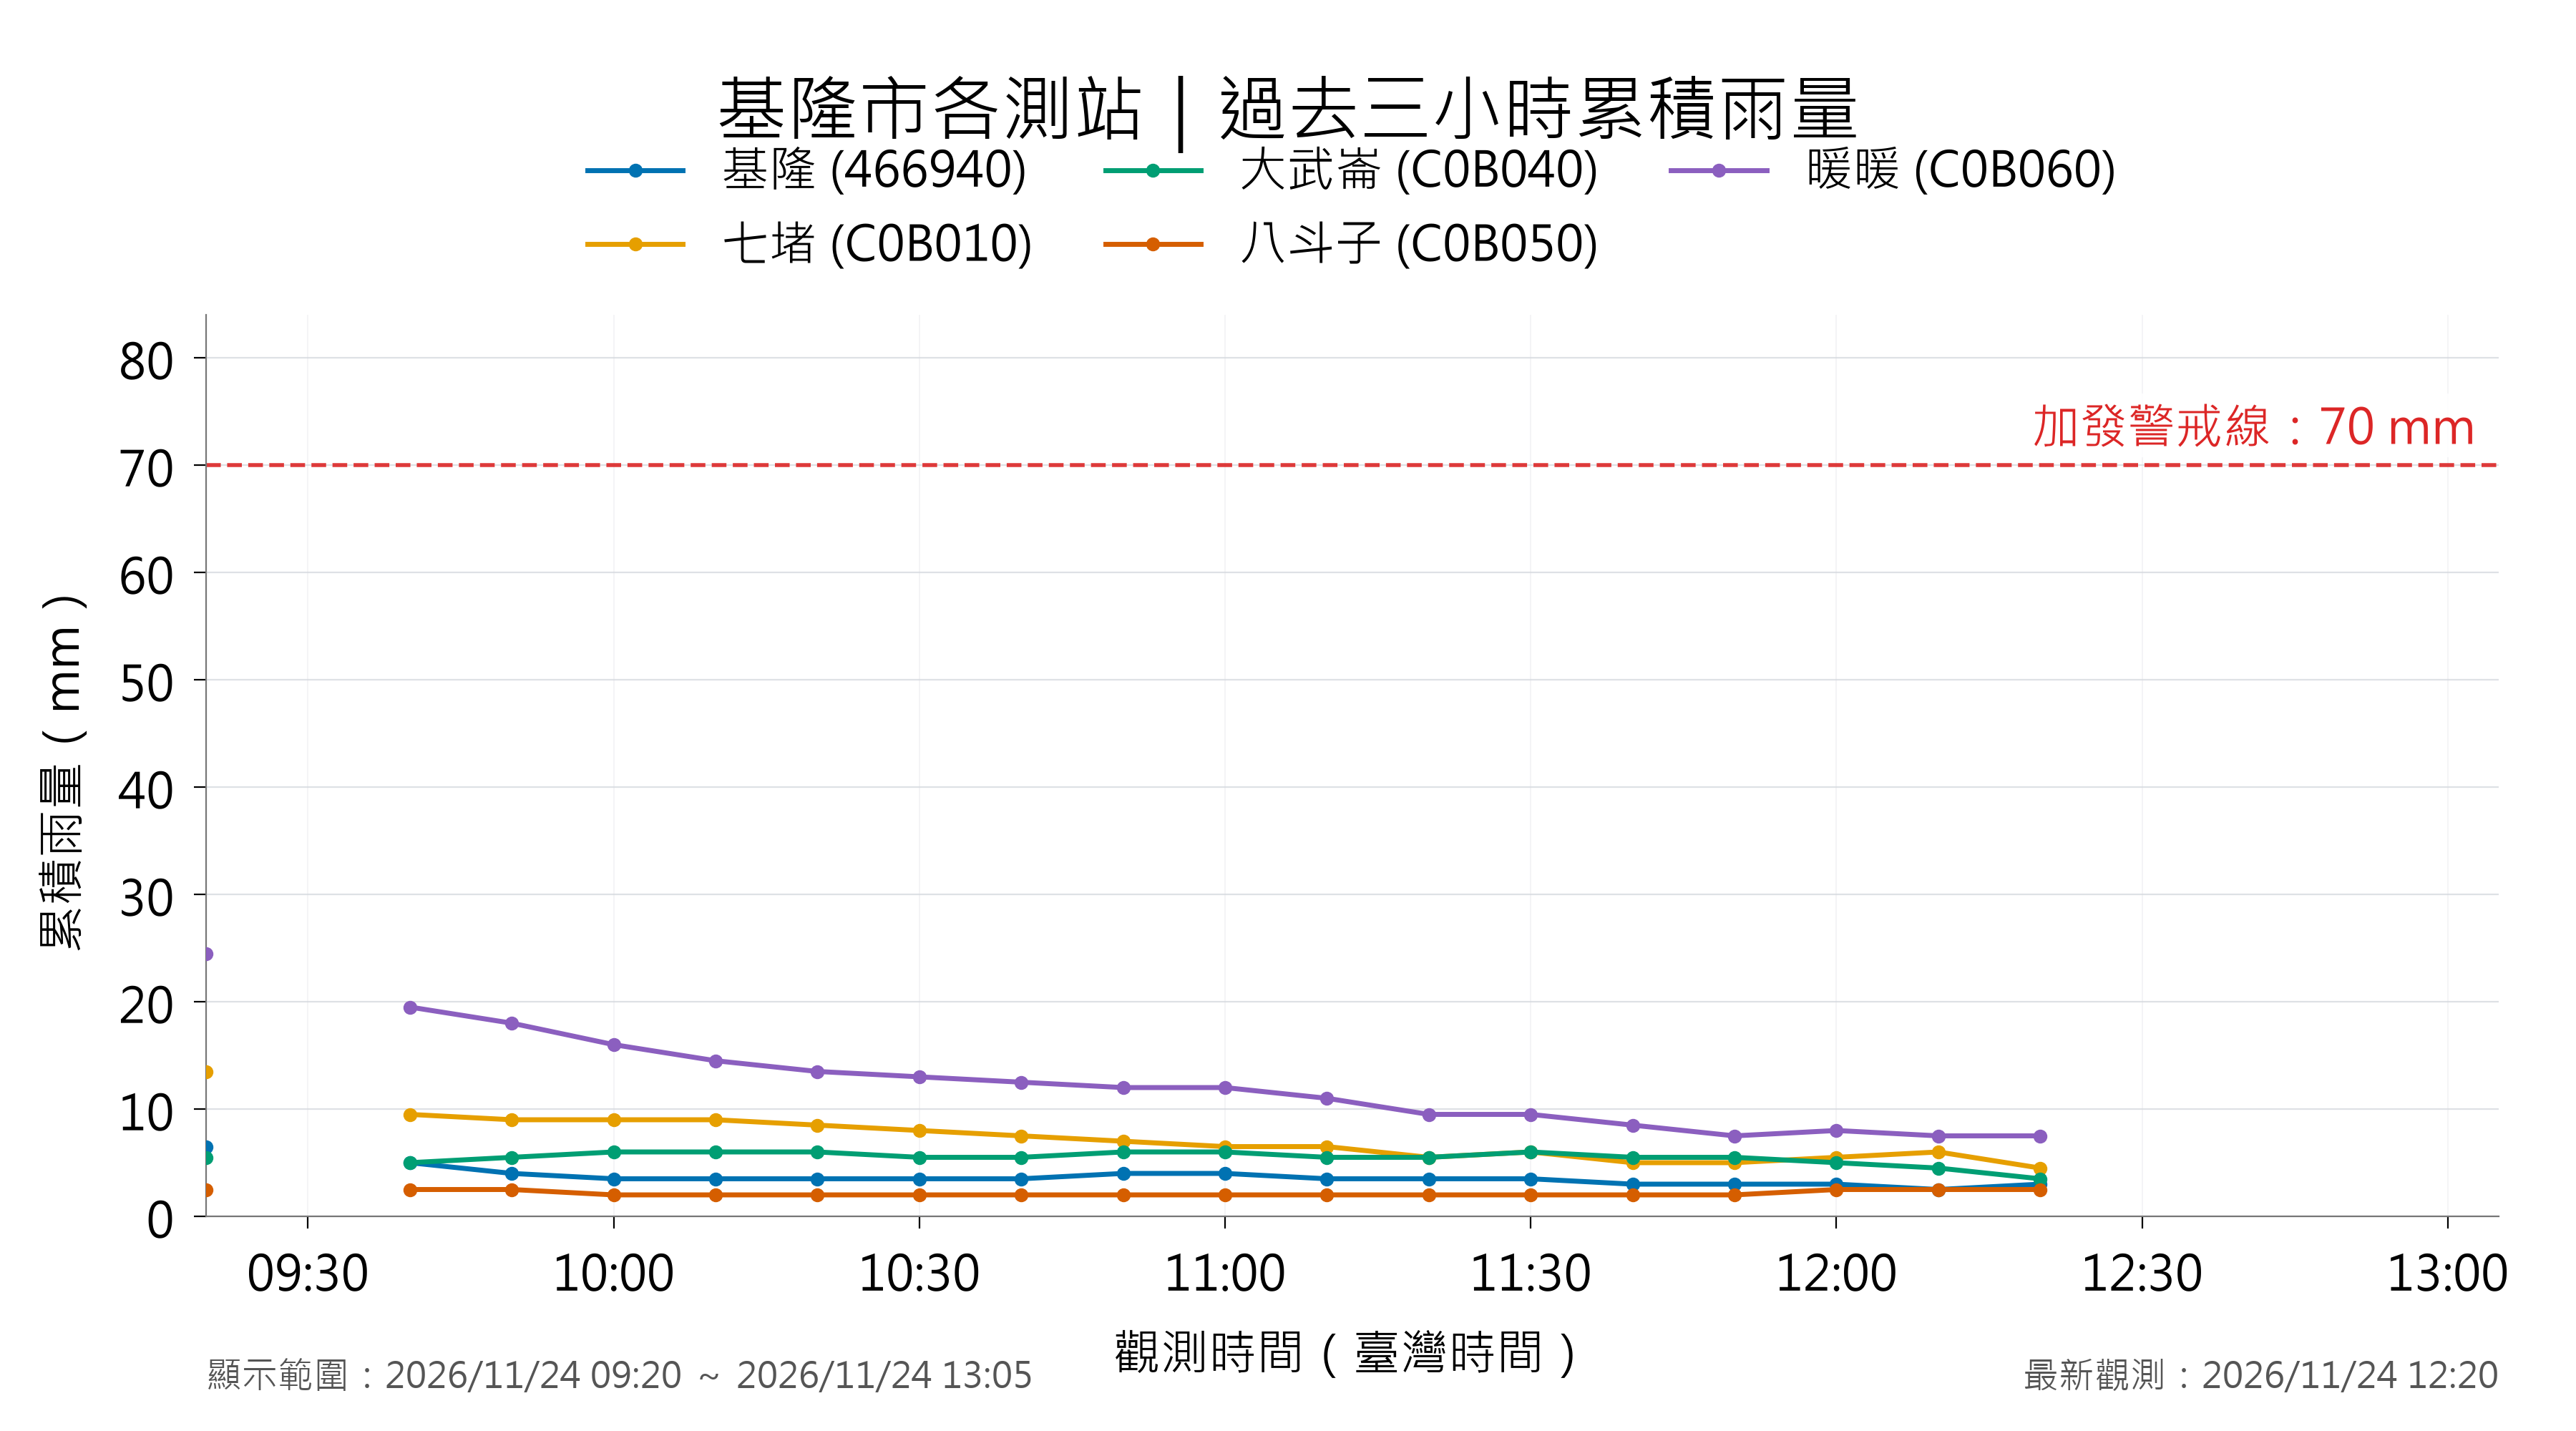 基隆市各測站 | 過去三小時累積雨量
基隆 (466940)
大武崙 (C0B040)
暖暖 (C0B060)
七堵 (C0B010)
八斗子 (C0B050)
80
加發警戒線：70 mm
70
60
50
40
30
20
10
0
累積雨量（mm）
09:30
10:00
10:30
11:00
11:30
12:00
12:30
13:00
觀測時間（臺灣時間）
顯示範圍：2026/11/24 09:20 ~ 2026/11/24 13:05
最新觀測：2026/11/24 12:20